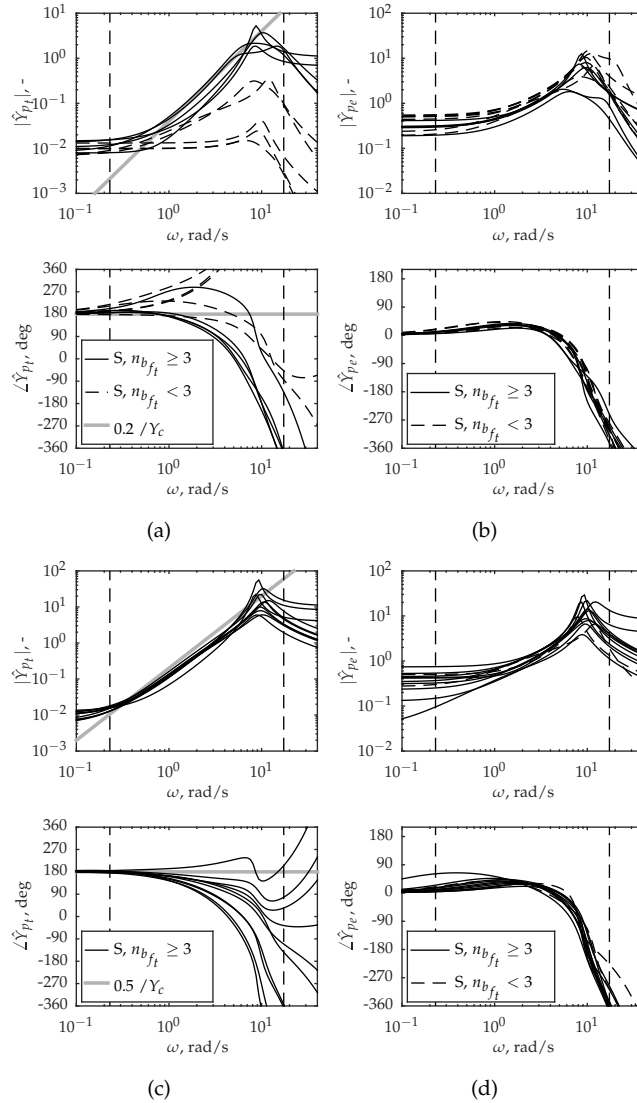 10^1
10^0
10^{-1}
10^{-2}
10^{-3}
|Ŷ_{p_t}|, -
10^{-1} 10^0 10^1
ω, rad/s
10^2
10^1
10^0
10^{-1}
10^{-2}
|Ŷ_{p_e}|, -
10^{-1} 10^0 10^1
ω, rad/s
360
270
180
90
0
-90
-180
-270
-360
∠Ŷ_{p_t}, deg
S, n_{b_{f_t}} ≥ 3
S, n_{b_{f_t}} < 3
0.2 /Y_c
10^{-1} 10^0 10^1
ω, rad/s
180
90
0
-90
-180
-270
-360
∠Ŷ_{p_e}, deg
S, n_{b_{f_t}} ≥ 3
S, n_{b_{f_t}} < 3
10^{-1} 10^0 10^1
ω, rad/s
(a)
(b)
10^2
10^1
10^0
10^{-1}
10^{-2}
10^{-3}
|Ŷ_{p_t}|, -
10^{-1} 10^0 10^1
ω, rad/s
10^2
10^1
10^0
10^{-1}
10^{-2}
|Ŷ_{p_e}|, -
10^{-1} 10^0 10^1
ω, rad/s
360
270
180
90
0
-90
-180
-270
-360
∠Ŷ_{p_t}, deg
S, n_{b_{f_t}} ≥ 3
0.5 /Y_c
10^{-1} 10^0 10^1
ω, rad/s
180
90
0
-90
-180
-270
-360
∠Ŷ_{p_e}, deg
S, n_{b_{f_t}} ≥ 3
S, n_{b_{f_t}} < 3
10^{-1} 10^0 10^1
ω, rad/s
(c)
(d)